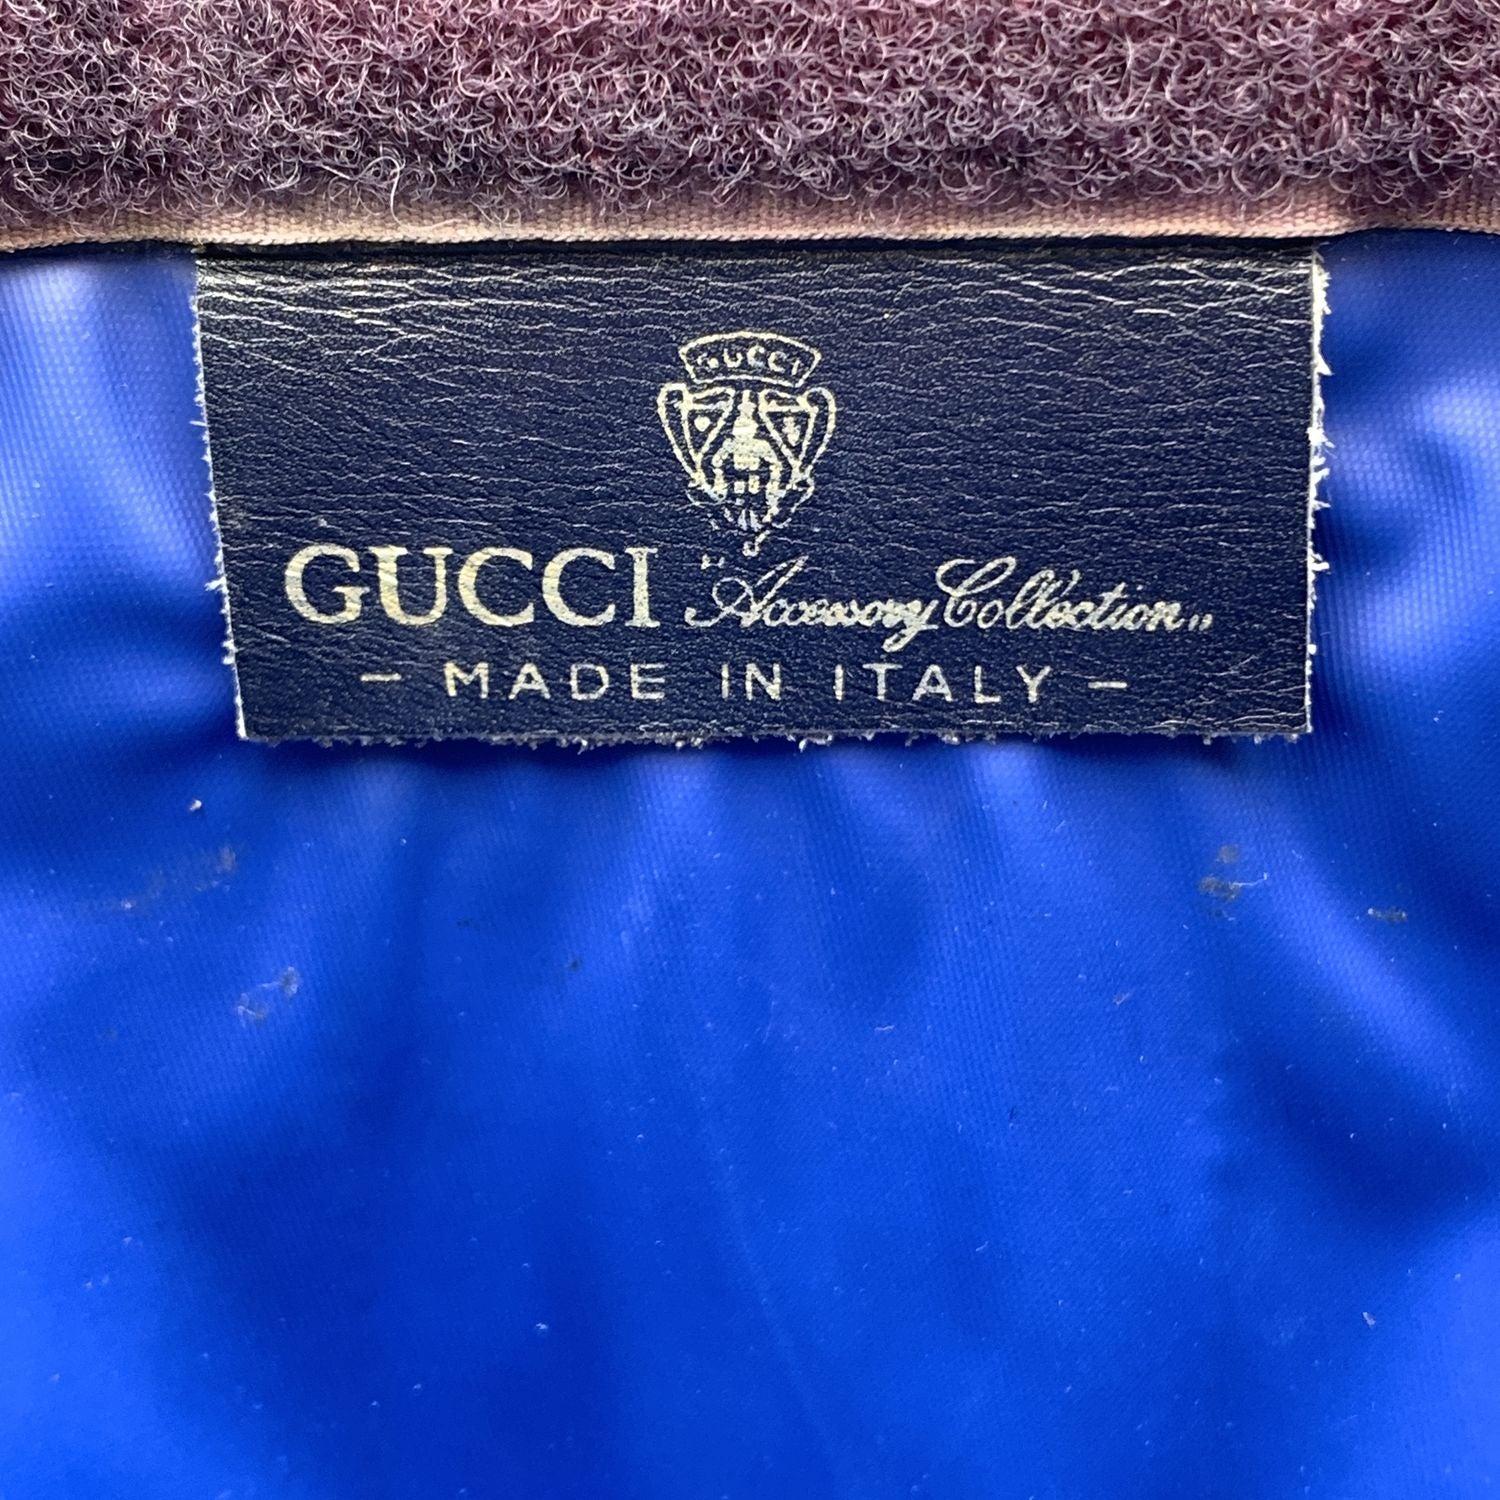 GUCCI
GUCCI "Accessory Collection„
- MADE IN ITALY -